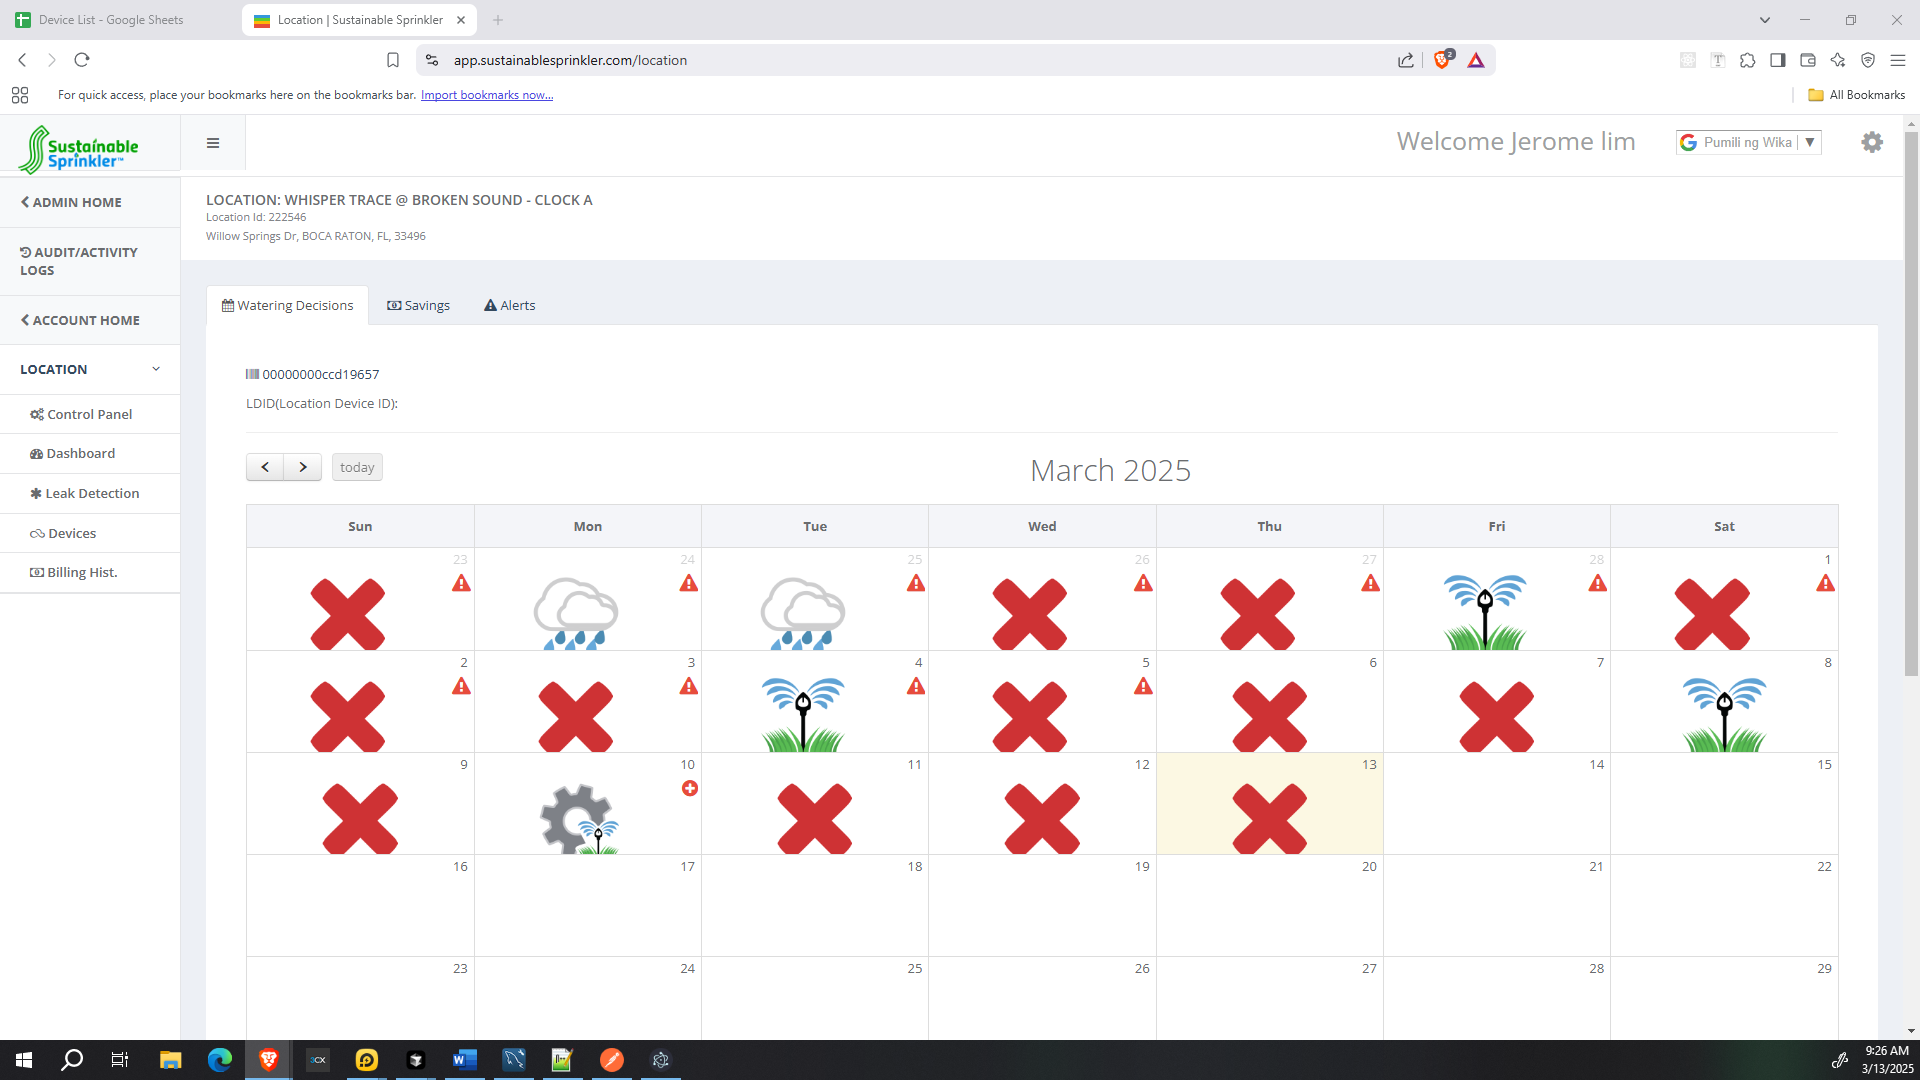 Device List - Google Sheets
Location | Sustainable Sprinkler
app.sustainablesprinkler.com/location
2
For quick access, place your bookmarks here on the bookmarks bar. Import bookmarks now...
All Bookmarks
Sustainable
Sprinkler™
Welcome Jerome lim
Pumili ng Wika
ADMIN HOME
AUDIT/ACTIVITY
LOGS
ACCOUNT HOME
LOCATION
Control Panel
Dashboard
Leak Detection
Devices
Billing Hist.
LOCATION: WHISPER TRACE @ BROKEN SOUND - CLOCK A
Location Id: 222546
Willow Springs Dr, BOCA RATON, FL, 33496
Watering Decisions Savings Alerts
00000000ccd19657
LDID(Location Device ID):
today
March 2025
Sun Mon Tue Wed Thu Fri Sat
23 24 25 26 27 28 1
2 3 4 5 6 7 8
9 10 11 12 13 14 15
16 17 18 19 20 21 22
23 24 25 26 27 28 29
3CX
9:26 AM
3/13/2025